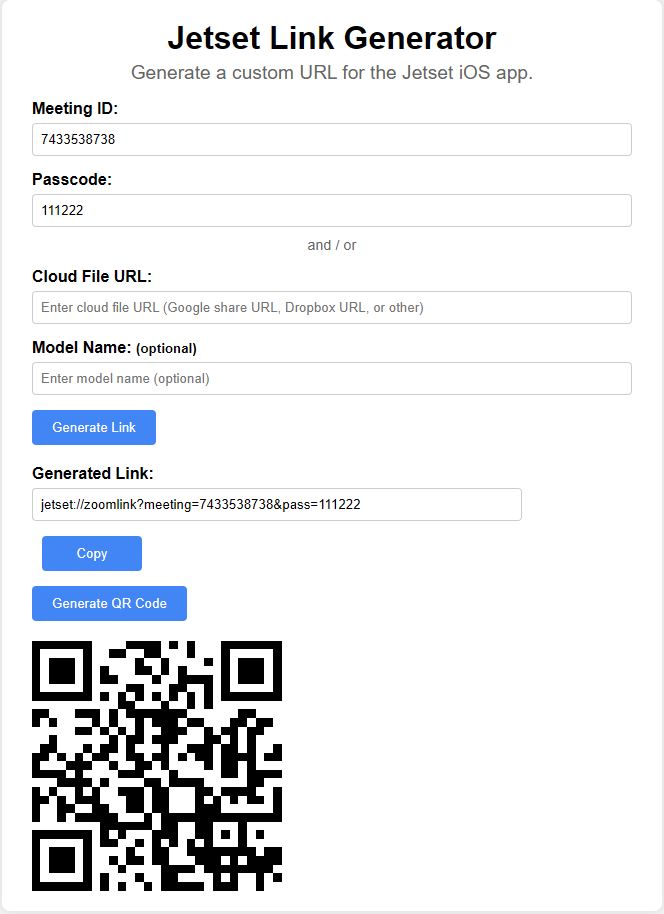 Jetset Link Generator
Generate a custom URL for the Jetset iOS app.
Meeting ID:
7433538738
Passcode:
111222
and / or
Cloud File URL:
Enter cloud file URL (Google share URL, Dropbox URL, or other)
Model Name: (optional)
Enter model name (optional)
Generate Link
Generated Link:
jetset://zoomlink?meeting=7433538738&pass=111222
Copy
Generate QR Code